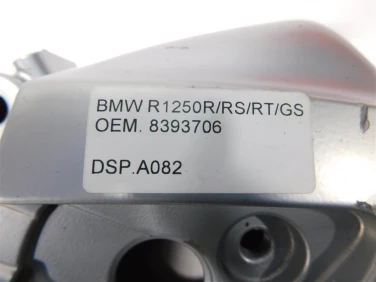 BMW R1250R/RS/RT/GS
OEM. 8393706
DSP.A082